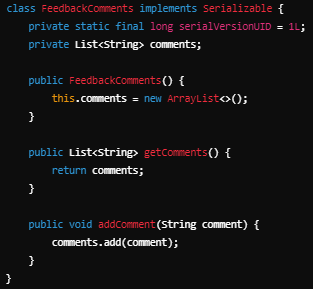 class FeedbackComments implements Serializable {
    private static final long serialVersionUID = 1L;
    private List<String> comments;

    public FeedbackComments() {
        this.comments = new ArrayList<>();
    }

    public List<String> getComments() {
        return comments;
    }

    public void addComment(String comment) {
        comments.add(comment);
    }
}